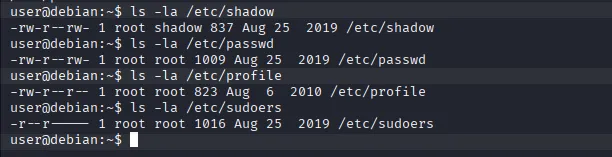 user@debian:~$ ls -la /etc/shadow
-rw-r--rw- 1 root shadow 837 Aug 25  2019 /etc/shadow
user@debian:~$ ls -la /etc/passwd
-rw-r--rw- 1 root root 1009 Aug 25  2019 /etc/passwd
user@debian:~$ ls -la /etc/profile
-rw-r--r-- 1 root root 823 Aug  6  2010 /etc/profile
user@debian:~$ ls -la /etc/sudoers
-r--r----- 1 root root 1016 Aug 25  2019 /etc/sudoers
user@debian:~$